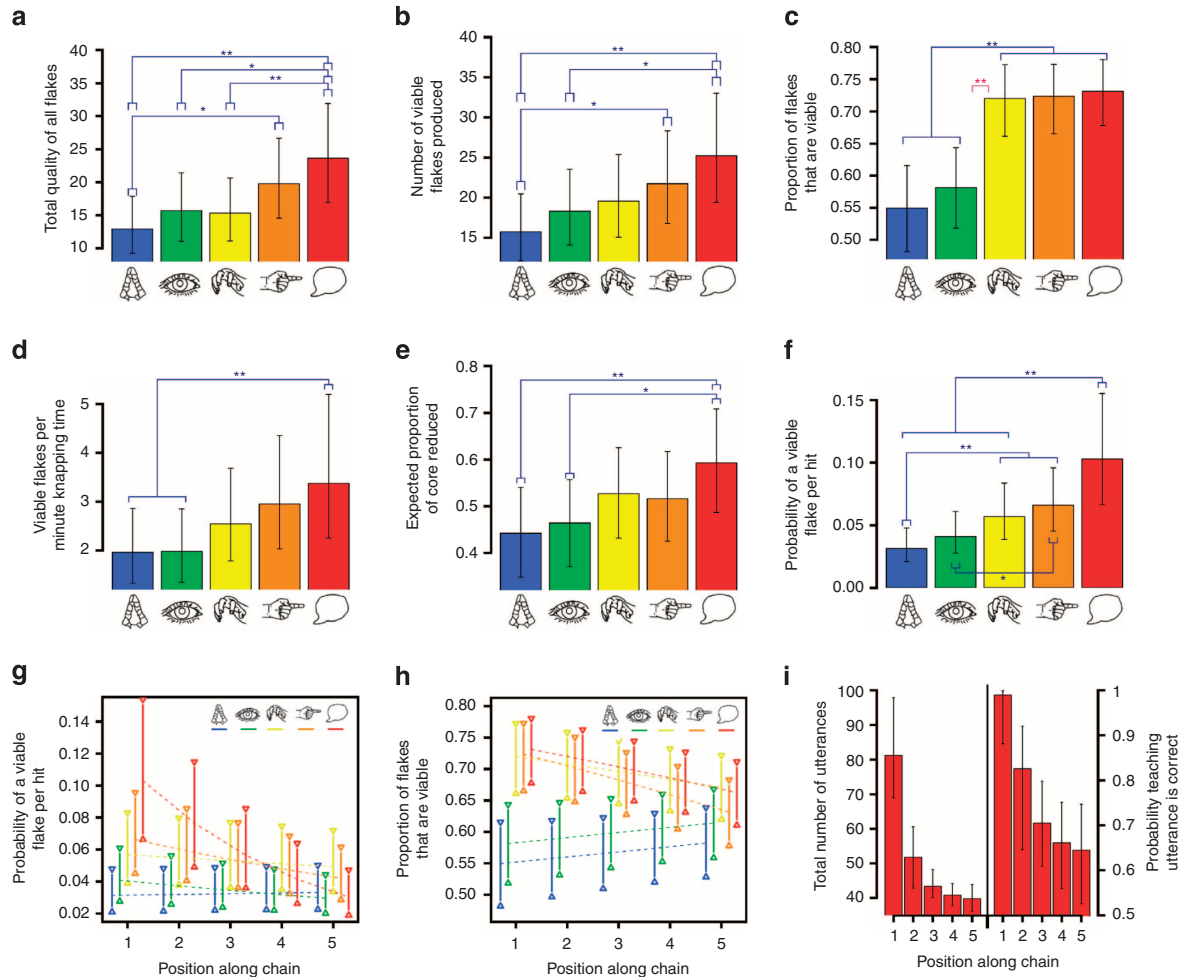 a
Total quality of all flakes
40
35
30
25
20
15
10
**
*
**
*
b
Number of viable
flakes produced
40
35
30
25
20
15
**
*
*
c
Proportion of flakes
that are viable
0.80
0.75
0.70
0.65
0.60
0.55
0.50
**
**
d
Viable flakes per
minute knapping time
5
4
3
2
**
e
Expected proportion
of core reduced
0.8
0.7
0.6
0.5
0.4
**
*
f
Probability of a viable
flake per hit
0.15
0.10
0.05
0.00
**
**
*
g
Probability of a viable
flake per hit
0.14
0.12
0.10
0.08
0.06
0.04
0.02
1 2 3 4 5
Position along chain
h
Proportion of flakes
that are viable
0.80
0.75
0.70
0.65
0.60
0.55
0.50
1 2 3 4 5
Position along chain
i
Total number of utterances
100
90
80
70
60
50
40
1 2 3 4 5 1 2 3 4 5
Position along chain
1
0.9
0.8
0.7
0.6
0.5
Probability teaching
utterance is correct